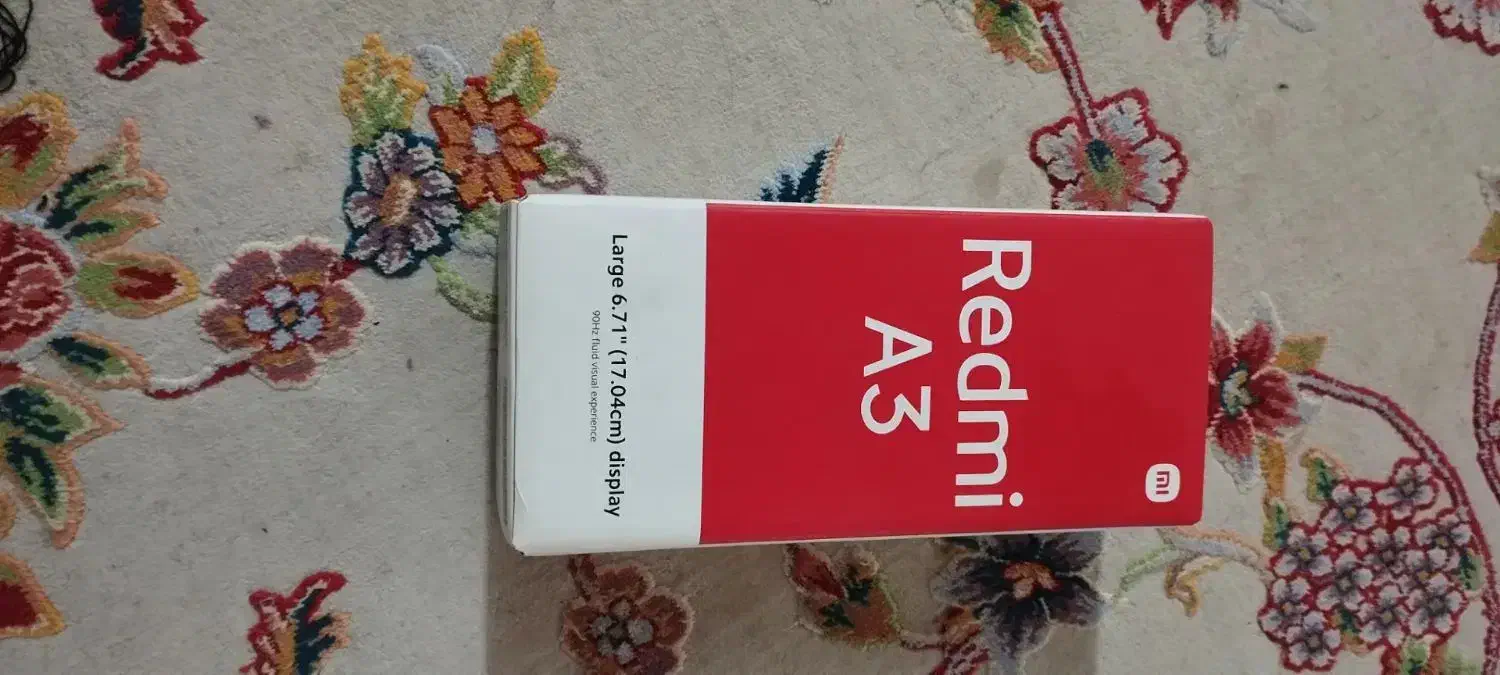 mi
Redmi
A3
Large 6.71" (17.04cm) display
90Hz fluid visual experience